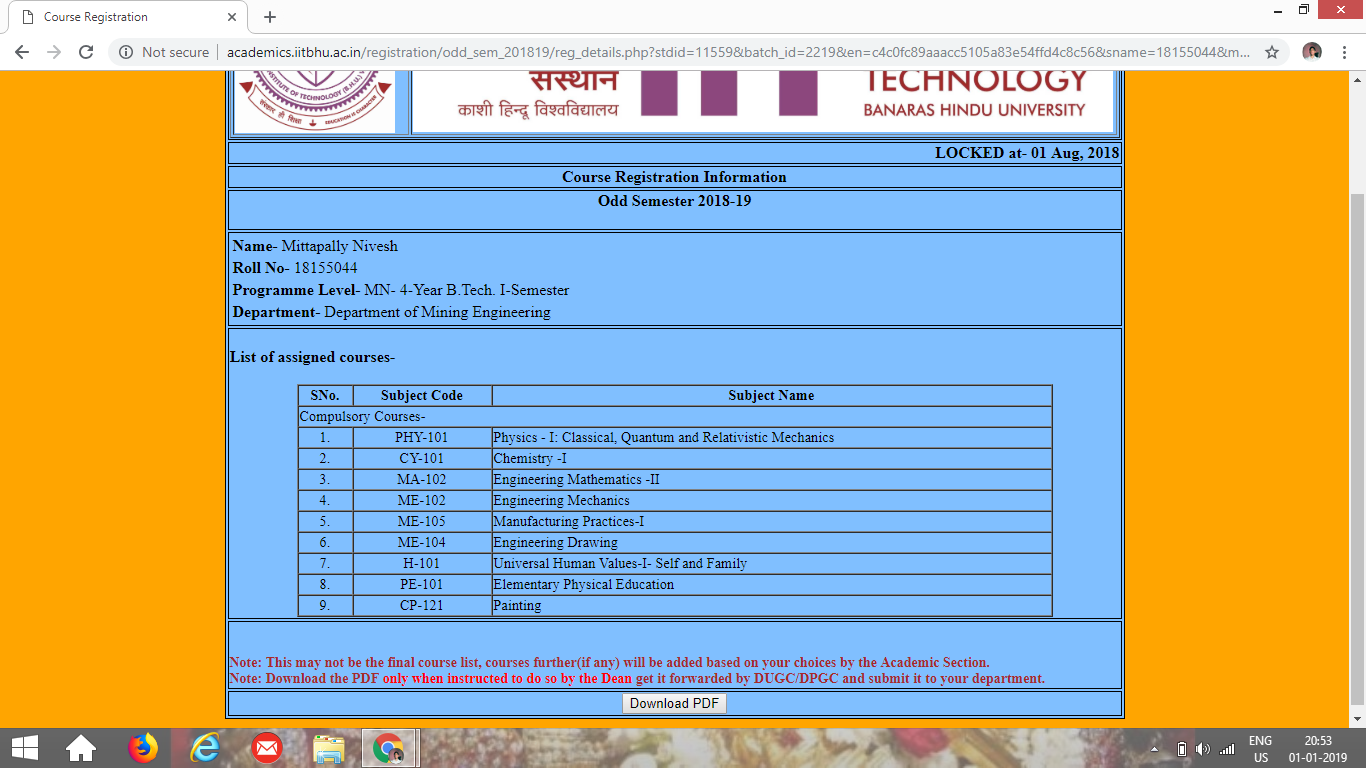 Course Registration
Not secure
academics.iitbhu.ac.in/registration/odd_sem_201819/reg_details.php?stdid=11559&batch_id=2219&en=c4c0fc89aaacc5105a83e54ffd4c8c56&sname=18155044&m...
संस्थान
TECHNOLOGY
INSTITUTE OF TECHNOLOGY (B.H.U.)
काशी हिन्दू विश्वविद्यालय
BANARAS HINDU UNIVERSITY
EDUCATION IS CHARACTER
LOCKED at- 01 Aug, 2018
Course Registration Information
Odd Semester 2018-19
Name- Mittapally Nivesh
Roll No- 18155044
Programme Level- MN- 4-Year B.Tech. I-Semester
Department- Department of Mining Engineering
List of assigned courses-
SNo. Subject Code Subject Name
Compulsory Courses-
1. PHY-101 Physics - I: Classical, Quantum and Relativistic Mechanics
2. CY-101 Chemistry -I
3. MA-102 Engineering Mathematics -II
4. ME-102 Engineering Mechanics
5. ME-105 Manufacturing Practices-I
6. ME-104 Engineering Drawing
7. H-101 Universal Human Values-I- Self and Family
8. PE-101 Elementary Physical Education
9. CP-121 Painting
Note: This may not be the final course list, courses further(if any) will be added based on your choices by the Academic Section.
Note: Download the PDF only when instructed to do so by the Dean get it forwarded by DUGC/DPGC and submit it to your department.
Download PDF
ENG 20:53
US 01-01-2019